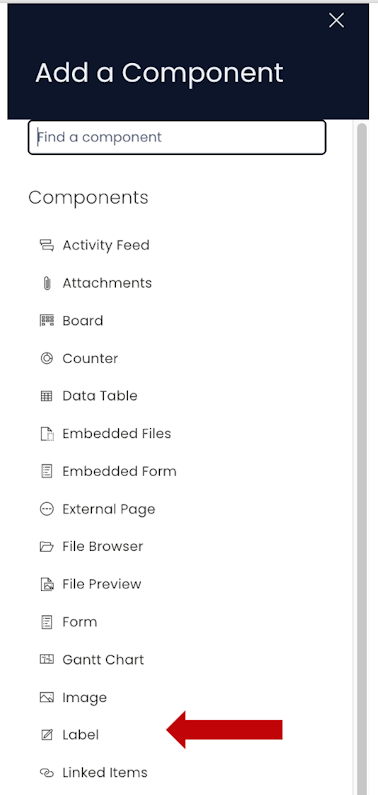 Add a Component
Find a component
Components
Activity Feed
Attachments
Board
Counter
Data Table
Embedded Files
Embedded Form
External Page
File Browser
File Preview
Form
Gantt Chart
Image
Label
Linked Items